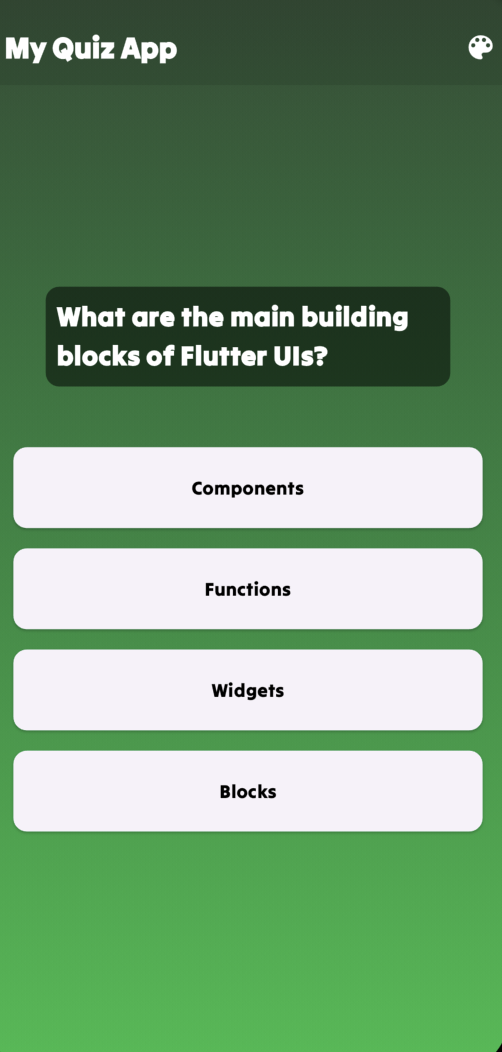 My Quiz App
What are the main building
blocks of Flutter UIs?
Components
Functions
Widgets
Blocks